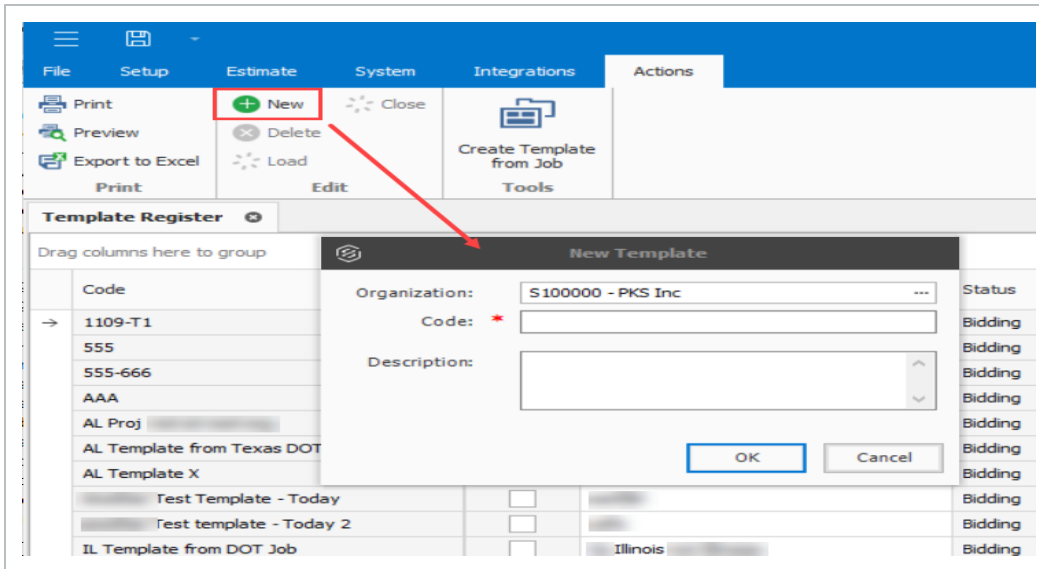 File Setup Estimate System Integrations Actions
Print New Close
Preview Delete
Export to Excel Load
Create Template
from Job
Print Edit Tools
Template Register
Drag columns here to group
New Template
Code Status
Organization: S100000 - PKS Inc ...
Code: *
Description:
OK Cancel
1109-T1 Bidding
555 Bidding
555-666 Bidding
AAA Bidding
AL Proj Bidding
AL Template from Texas DOT Bidding
AL Template X Bidding
Test Template - Today Bidding
Test template - Today 2 Bidding
IL Template from DOT Job Illinois Bidding